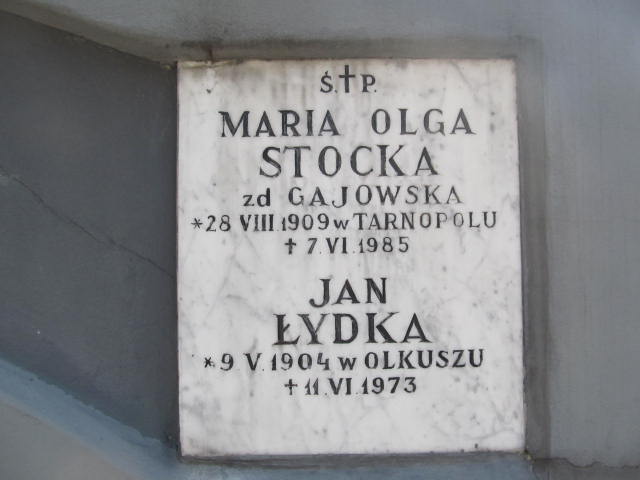 Ś.✝P.
MARIA OLGA
STOCKA
zd GAJOWSKA
*28 VIII.1909 w TARNOPOLU
✝ 7.VI.1985
JAN
ŁYDKA
*9 V.1904 w OLKUSZU
✝ 11.VI.1973